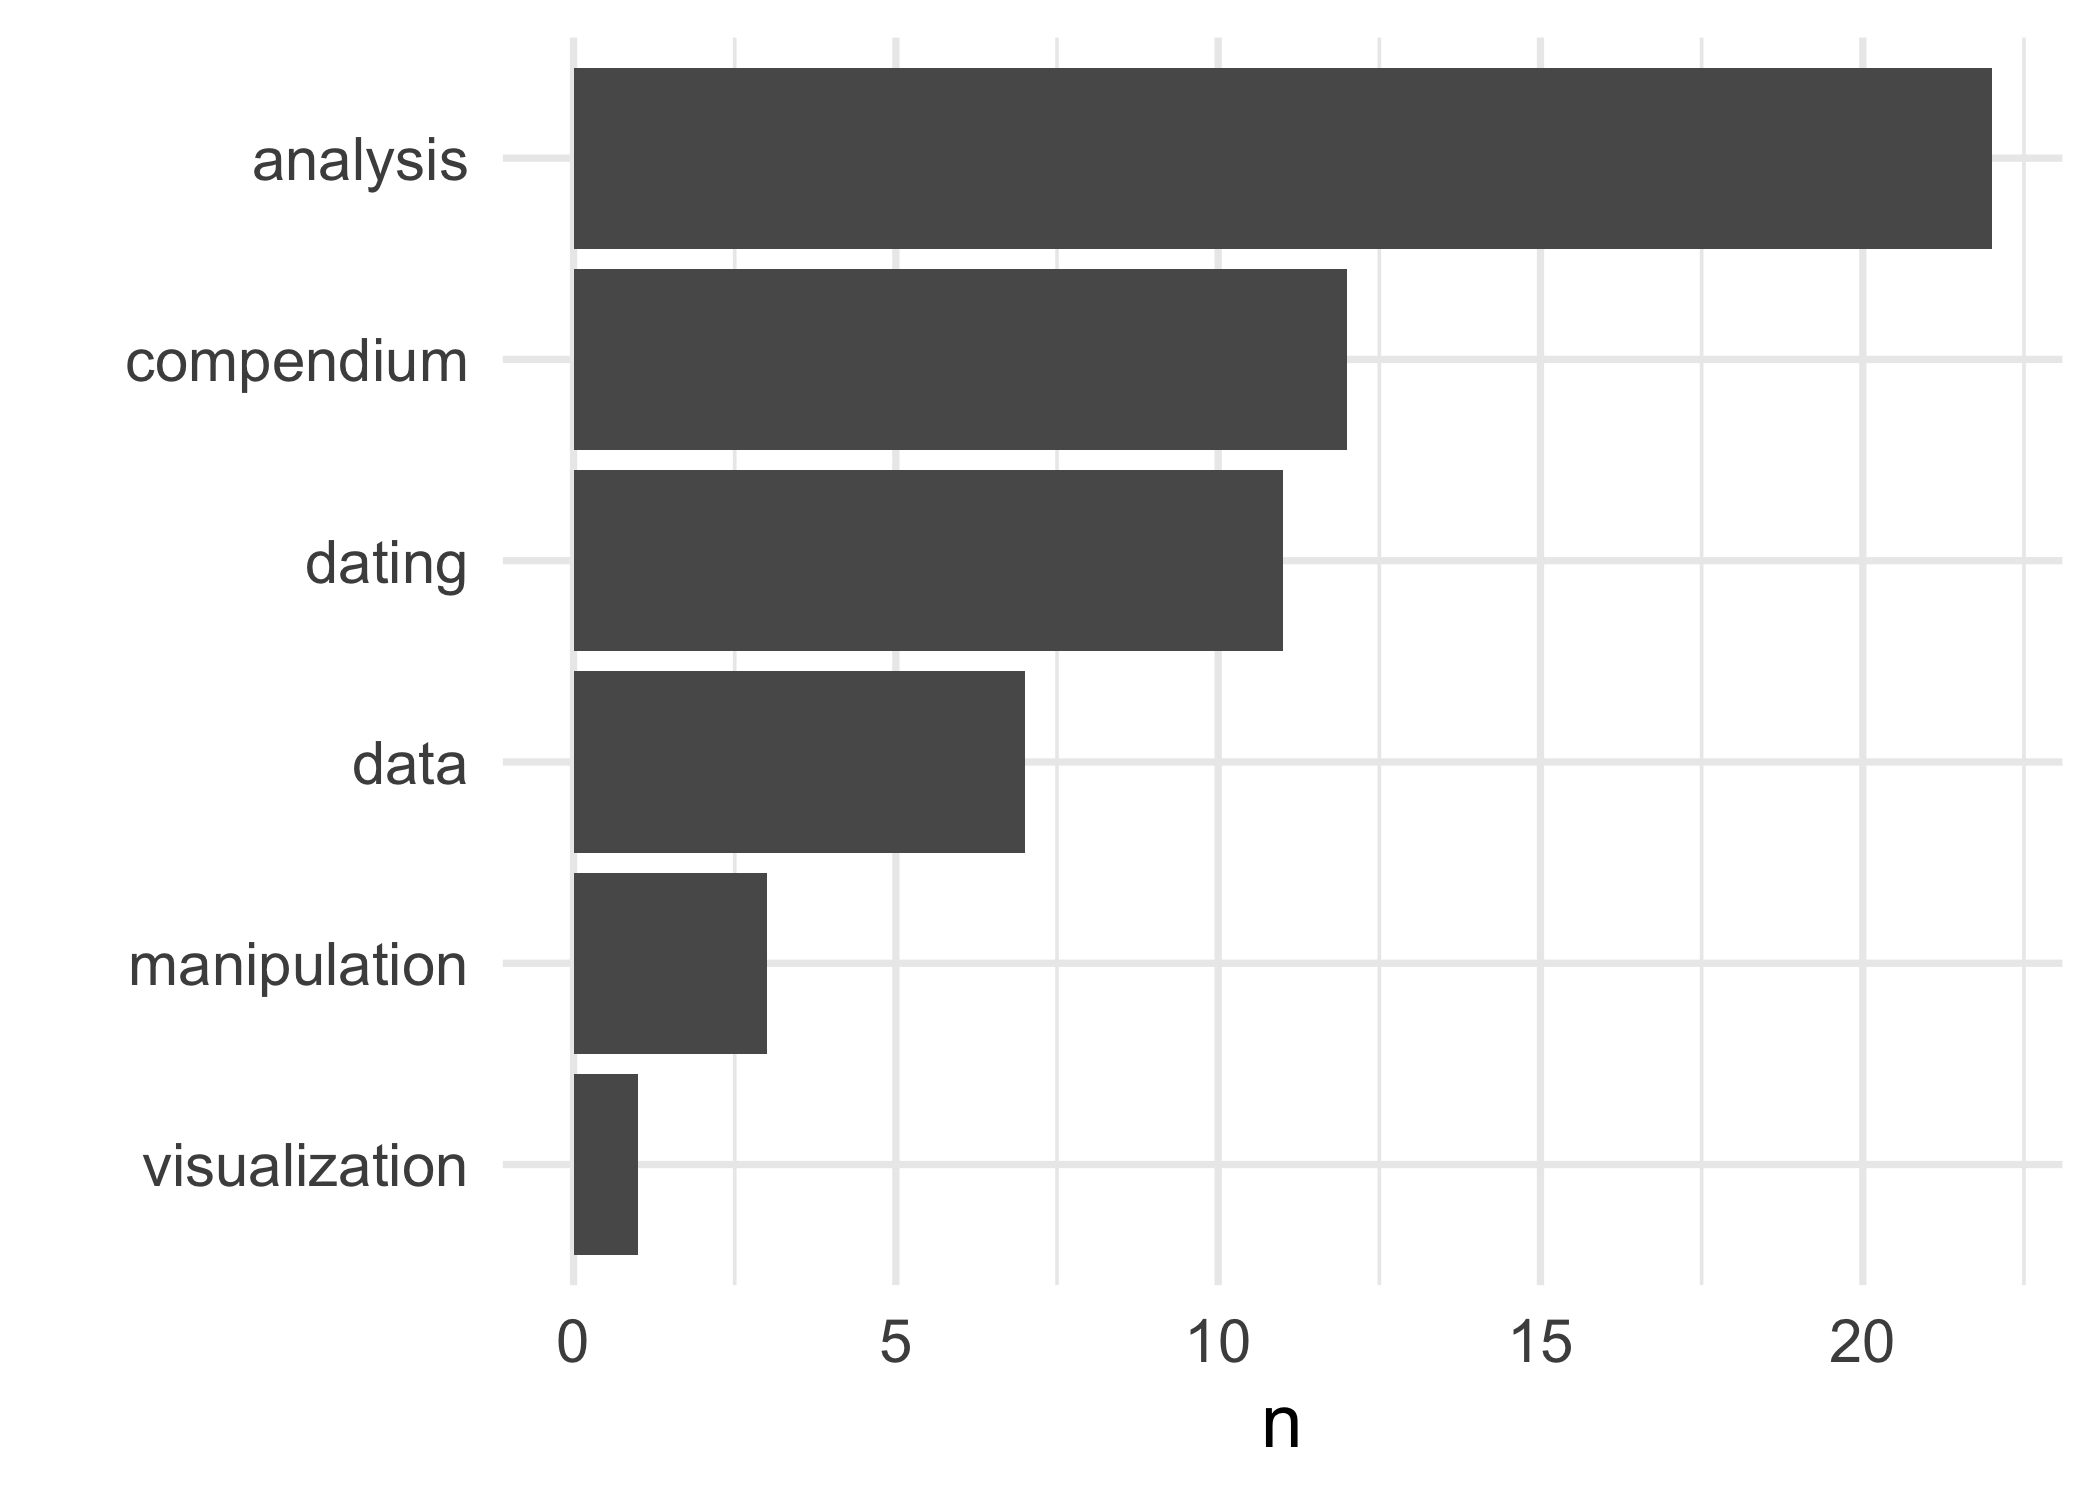 analysis
compendium
dating
data
manipulation
visualization
0 5 10 15 20
n